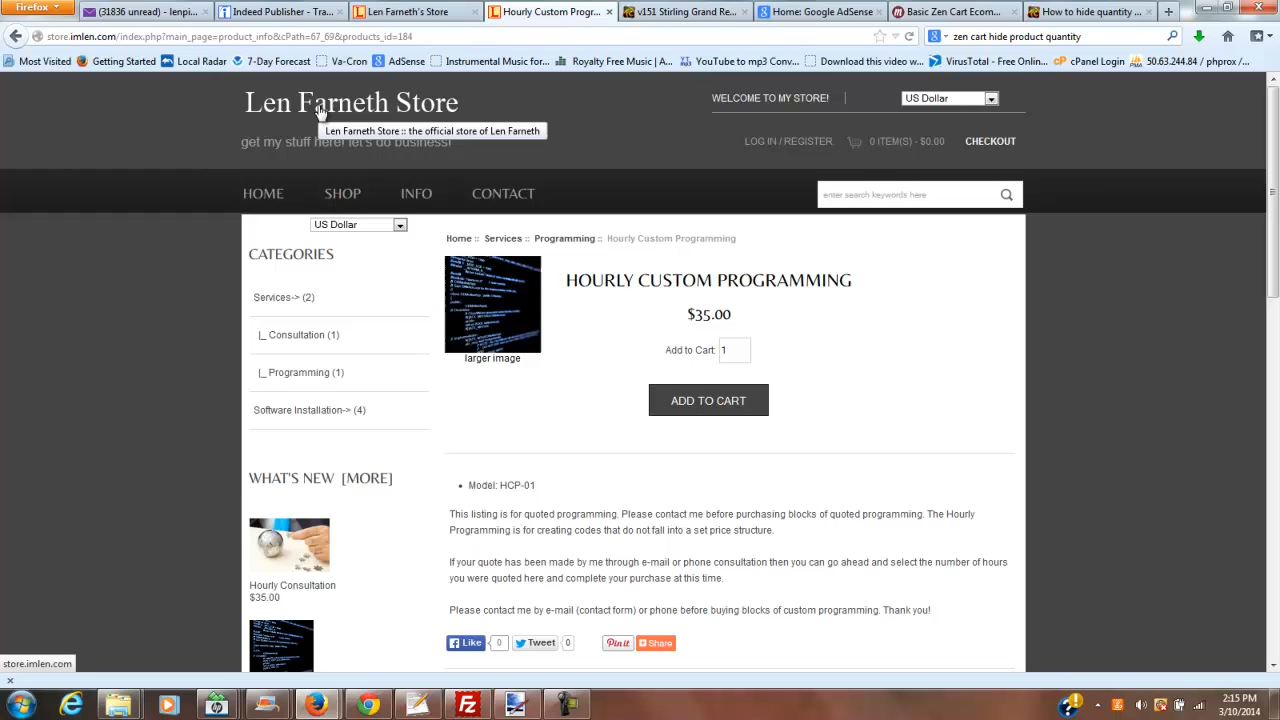 Firefox
(31836 unread) - lenpi...
Indeed Publisher - Tra...
Len Farneth's Store
Hourly Custom Progr...
v151 Stirling Grand Re...
Home: Google AdSense
Basic Zen Cart Ecom...
How to hide quantity ...
store.imlen.com/index.php?main_page=product_info&cPath=67_69&products_id=184
zen cart hide product quantity
Most Visited
Getting Started
Local Radar
7-Day Forecast
Va-Cron
AdSense
Instrumental Music for...
Royalty Free Music | A...
YouTube to mp3 Conv...
Download this video w...
VirusTotal - Free Onli...
cPanel Login
50.63.244.84 / phprox /...
Len Farneth Store
WELCOME TO MY STORE!
US Dollar
Len Farneth Store :: the official store of Len Farneth
get my stuff here! let's do business!
LOG IN / REGISTER
0 ITEM(S) - $0.00
CHECKOUT
HOME
SHOP
INFO
CONTACT
enter search keywords here
US Dollar
CATEGORIES
Services-> (2)
|_ Consultation (1)
|_ Programming (1)
Software Installation-> (4)
WHAT'S NEW [MORE]
Hourly Consultation
$35.00
Home :: Services :: Programming :: Hourly Custom Programming
larger image
HOURLY CUSTOM PROGRAMMING
$35.00
Add to Cart: 1
ADD TO CART
• Model: HCP-01
This listing is for quoted programming. Please contact me before purchasing blocks of quoted programming. The Hourly
Programming is for creating codes that do not fall into a set price structure.
If your quote has been made by me through e-mail or phone consultation then you can go ahead and select the number of hours
you were quoted here and complete your purchase at this time.
Please contact me by e-mail (contact form) or phone before buying blocks of custom programming. Thank you!
Like
0
Tweet
0
Pin it
Share
store.imlen.com
2:15 PM
3/10/2014